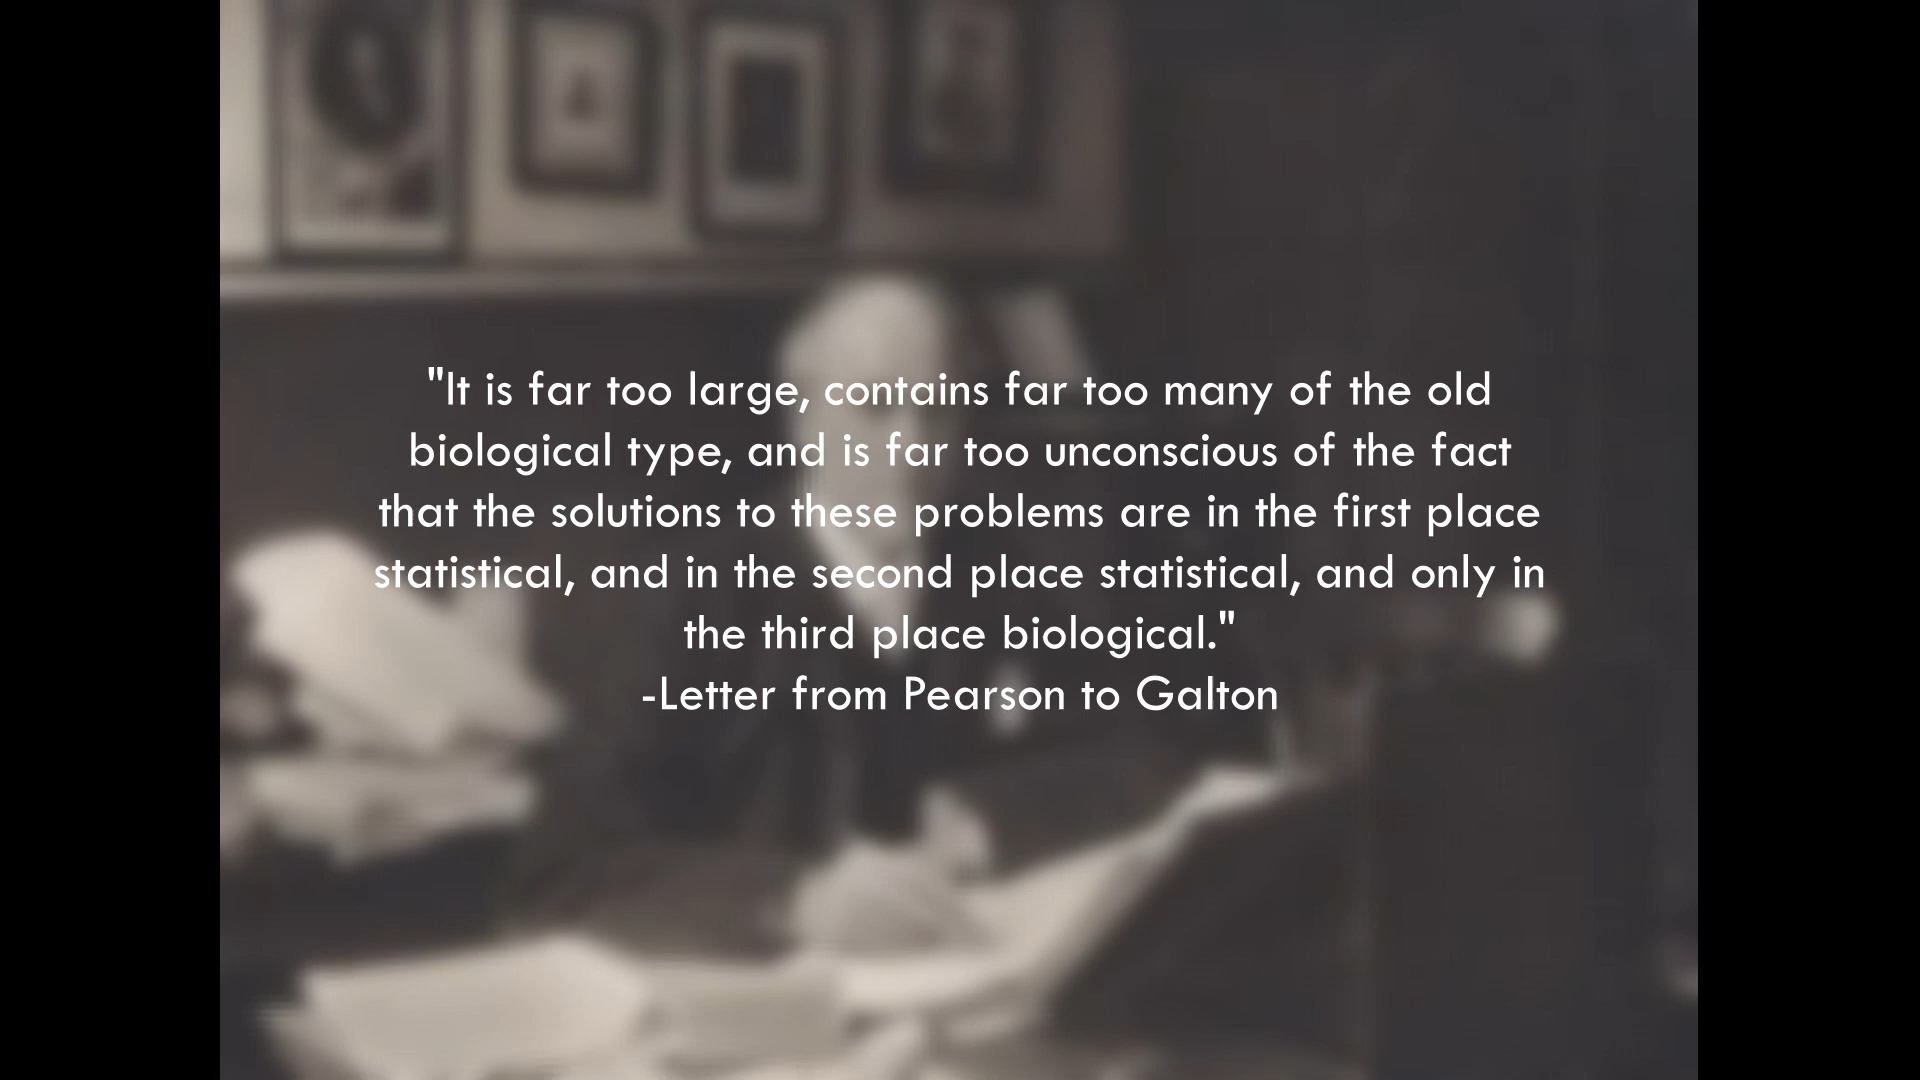 "It is far too large, contains far too many of the old
biological type, and is far too unconscious of the fact
that the solutions to these problems are in the first place
statistical, and in the second place statistical, and only in
the third place biological."
-Letter from Pearson to Galton